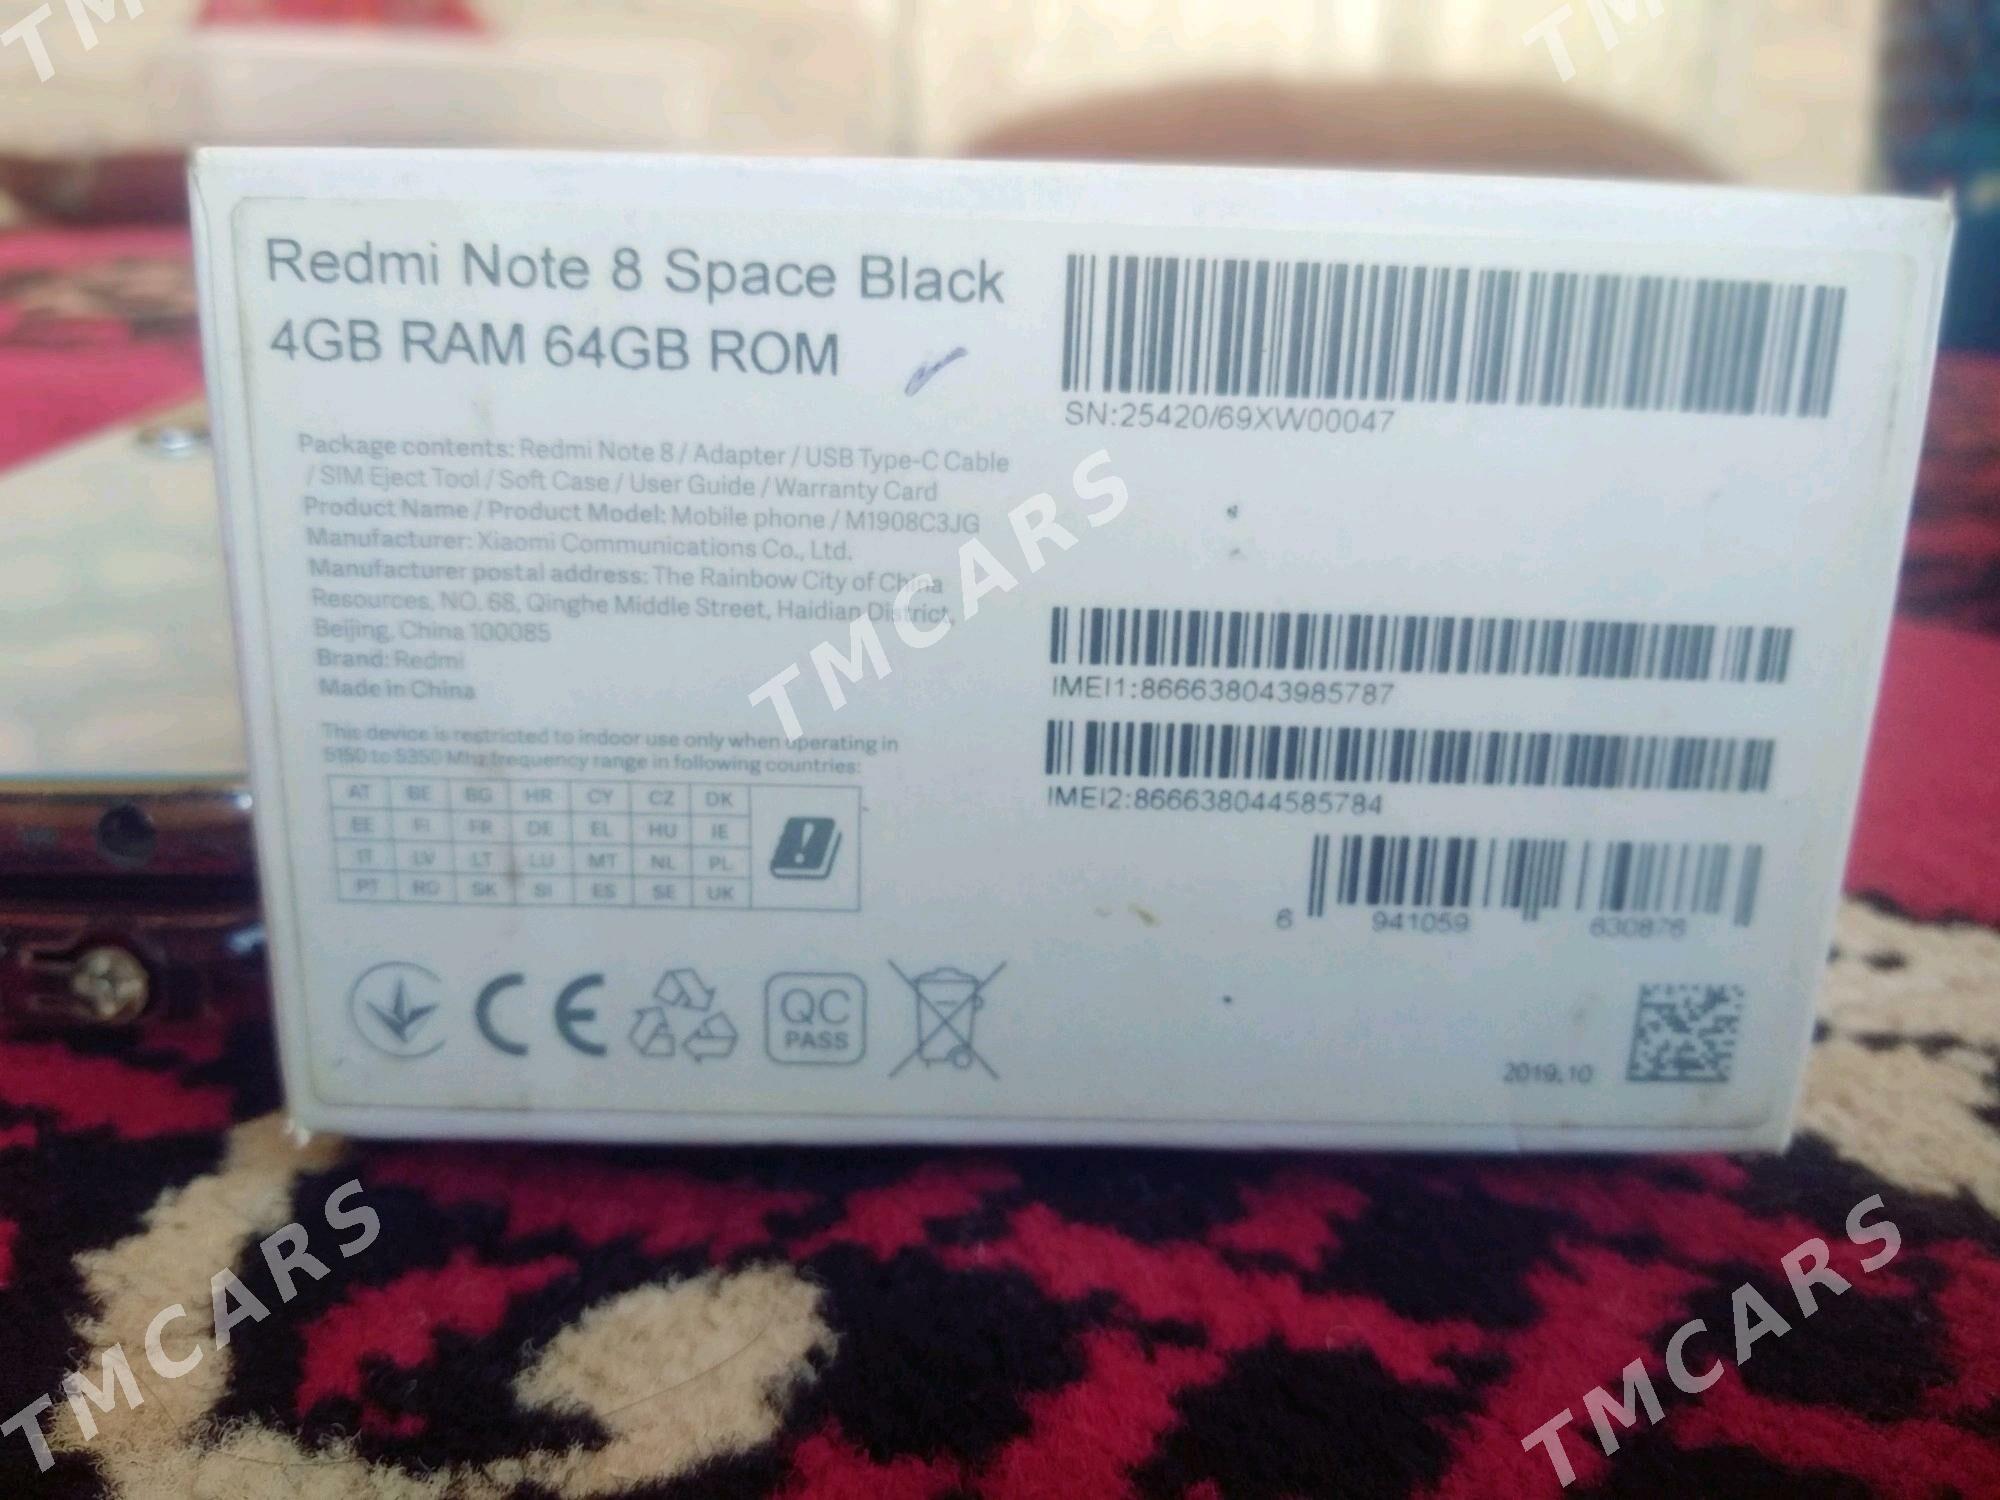 Redmi Note 8 Space Black
4GB RAM 64GB ROM
Package contents: Redmi Note 8 / Adapter / USB Type-C Cable
/ SIM Eject Tool / Soft Case / User Guide / Warranty Card
Product Name / Product Model: Mobile phone / M1908C3JG
Manufacturer: Xiaomi Communications Co., Ltd.
Manufacturer postal address: The Rainbow City of China
Resources, NO. 68, Qinghe Middle Street, Haidian District,
Beijing, China 100085
Brand: Redmi
Made in China
This device is restricted to indoor use only when operating in
5150 to 5350 Mhz frequency range in following countries:
AT BE BG HR CY CZ DK
EE FI FR DE EL HU IE
IT LV LT LU MT NL PL
PT RO SK SI ES SE UK
CE
QC
PASS
SN:25420/69XW00047
IMEI1:866638043985787
IMEI2:866638044585784
6 941059 630876
2019.10
TMCARS
TMCARS
TMCARS
TM
TM